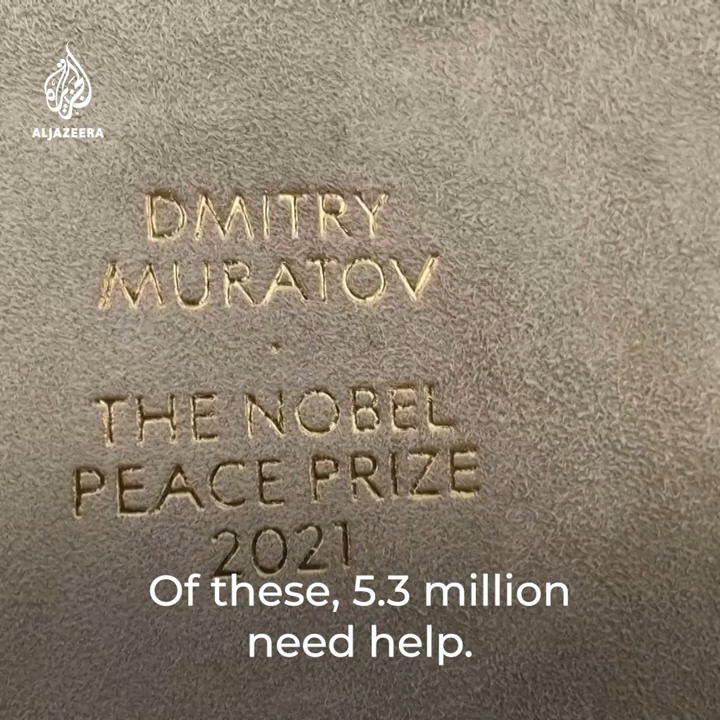 ALJAZEERA
DMITRY
MURATOV
·
THE NOBEL
PEACE PRIZE
2021
Of these, 5.3 million
need help.